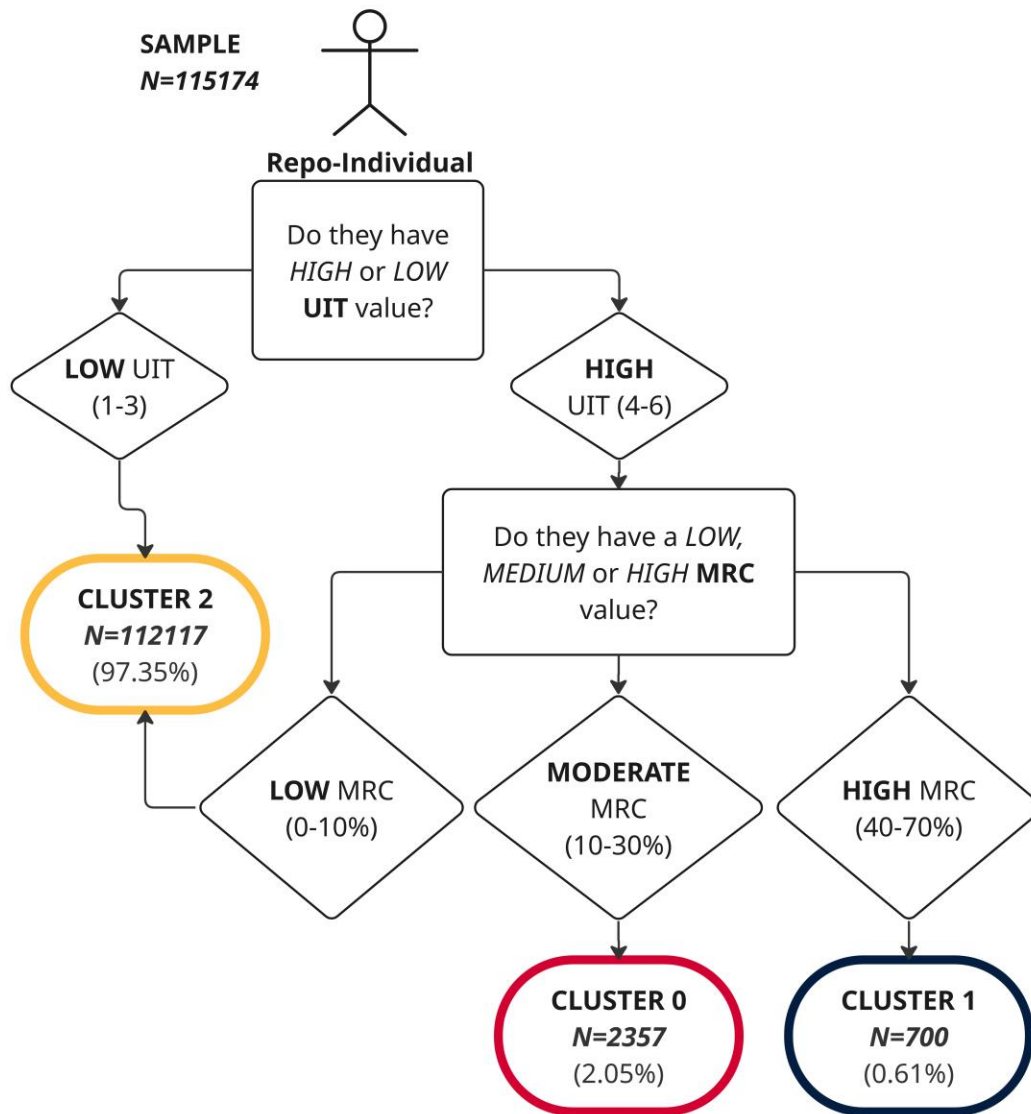 SAMPLE
N=115174
Repo-Individual
Do they have
HIGH or LOW
UIT value?
LOW UIT
(1-3)
HIGH
UIT (4-6)
Do they have a LOW,
MEDIUM or HIGH MRC
value?
CLUSTER 2
N=112117
(97.35%)
LOW MRC
(0-10%)
MODERATE
MRC
(10-30%)
HIGH MRC
(40-70%)
CLUSTER 0
N=2357
(2.05%)
CLUSTER 1
N=700
(0.61%)